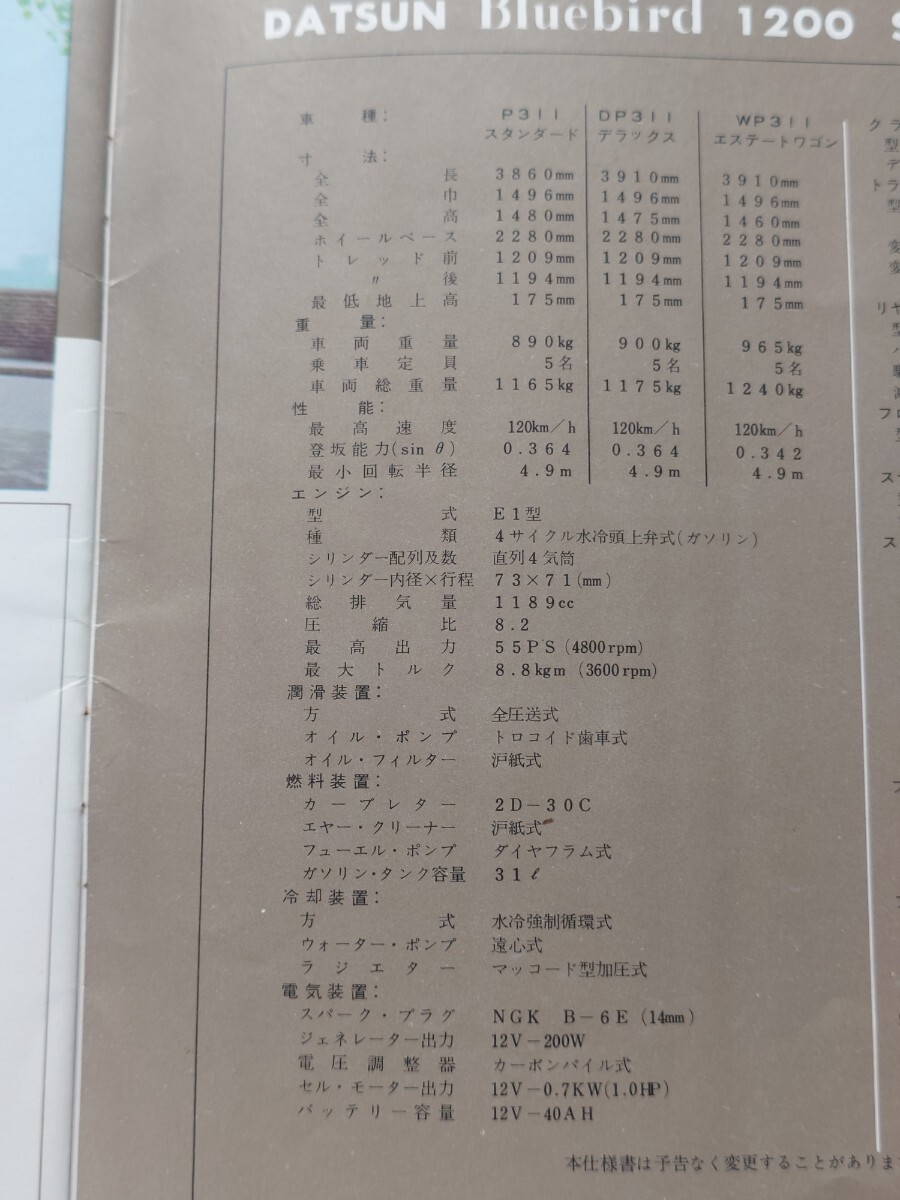 DATSUN Bluebird 1200 S
車種: P311 DP311 WP311
スタンダード デラックス エステートワゴン
寸法:
全長 3860mm 3910mm 3910mm
全巾 1496mm 1496mm 1496mm
全高 1480mm 1475mm 1460mm
ホイールベース 2280mm 2280mm 2280mm
トレッド前 1209mm 1209mm 1209mm
〃 後 1194mm 1194mm 1194mm
最低地上高 175mm 175mm 175mm
重量:
車両重量 890kg 900kg 965kg
乗車定員 5名 5名 5名
車両総重量 1165kg 1175kg 1240kg
性能:
最高速度 120km/h 120km/h 120km/h
登坂能力(sin θ) 0.364 0.364 0.342
最小回転半径 4.9m 4.9m 4.9m
エンジン:
型式 E1型
種類 4サイクル水冷頭上弁式(ガソリン)
シリンダー配列及数 直列4気筒
シリンダー内径×行程 73×71(mm)
総排気量 1189cc
圧縮比 8.2
最高出力 55PS (4800rpm)
最大トルク 8.8kgm (3600rpm)
潤滑装置:
方式 全圧送式
オイル・ポンプ トロコイド歯車式
オイル・フィルター 沪紙式
燃料装置:
カーブレター 2D-30C
エヤー・クリーナー 沪紙式
フューエル・ポンプ ダイヤフラム式
ガソリン・タンク容量 31ℓ
冷却装置:
方式 水冷強制循環式
ウォーター・ポンプ 遠心式
ラジエター マッコード型加圧式
電気装置:
スパーク・プラグ NGK B-6E (14mm)
ジェネレーター出力 12V-200W
電圧調整器 カーボンパイル式
セル・モーター出力 12V-0.7KW(1.0HP)
バッテリー容量 12V-40AH
本仕様書は予告なく変更することがありま
クラ
型
デ
トラ
型
変
変
リヤ
型
フロ
型
ステ
ス